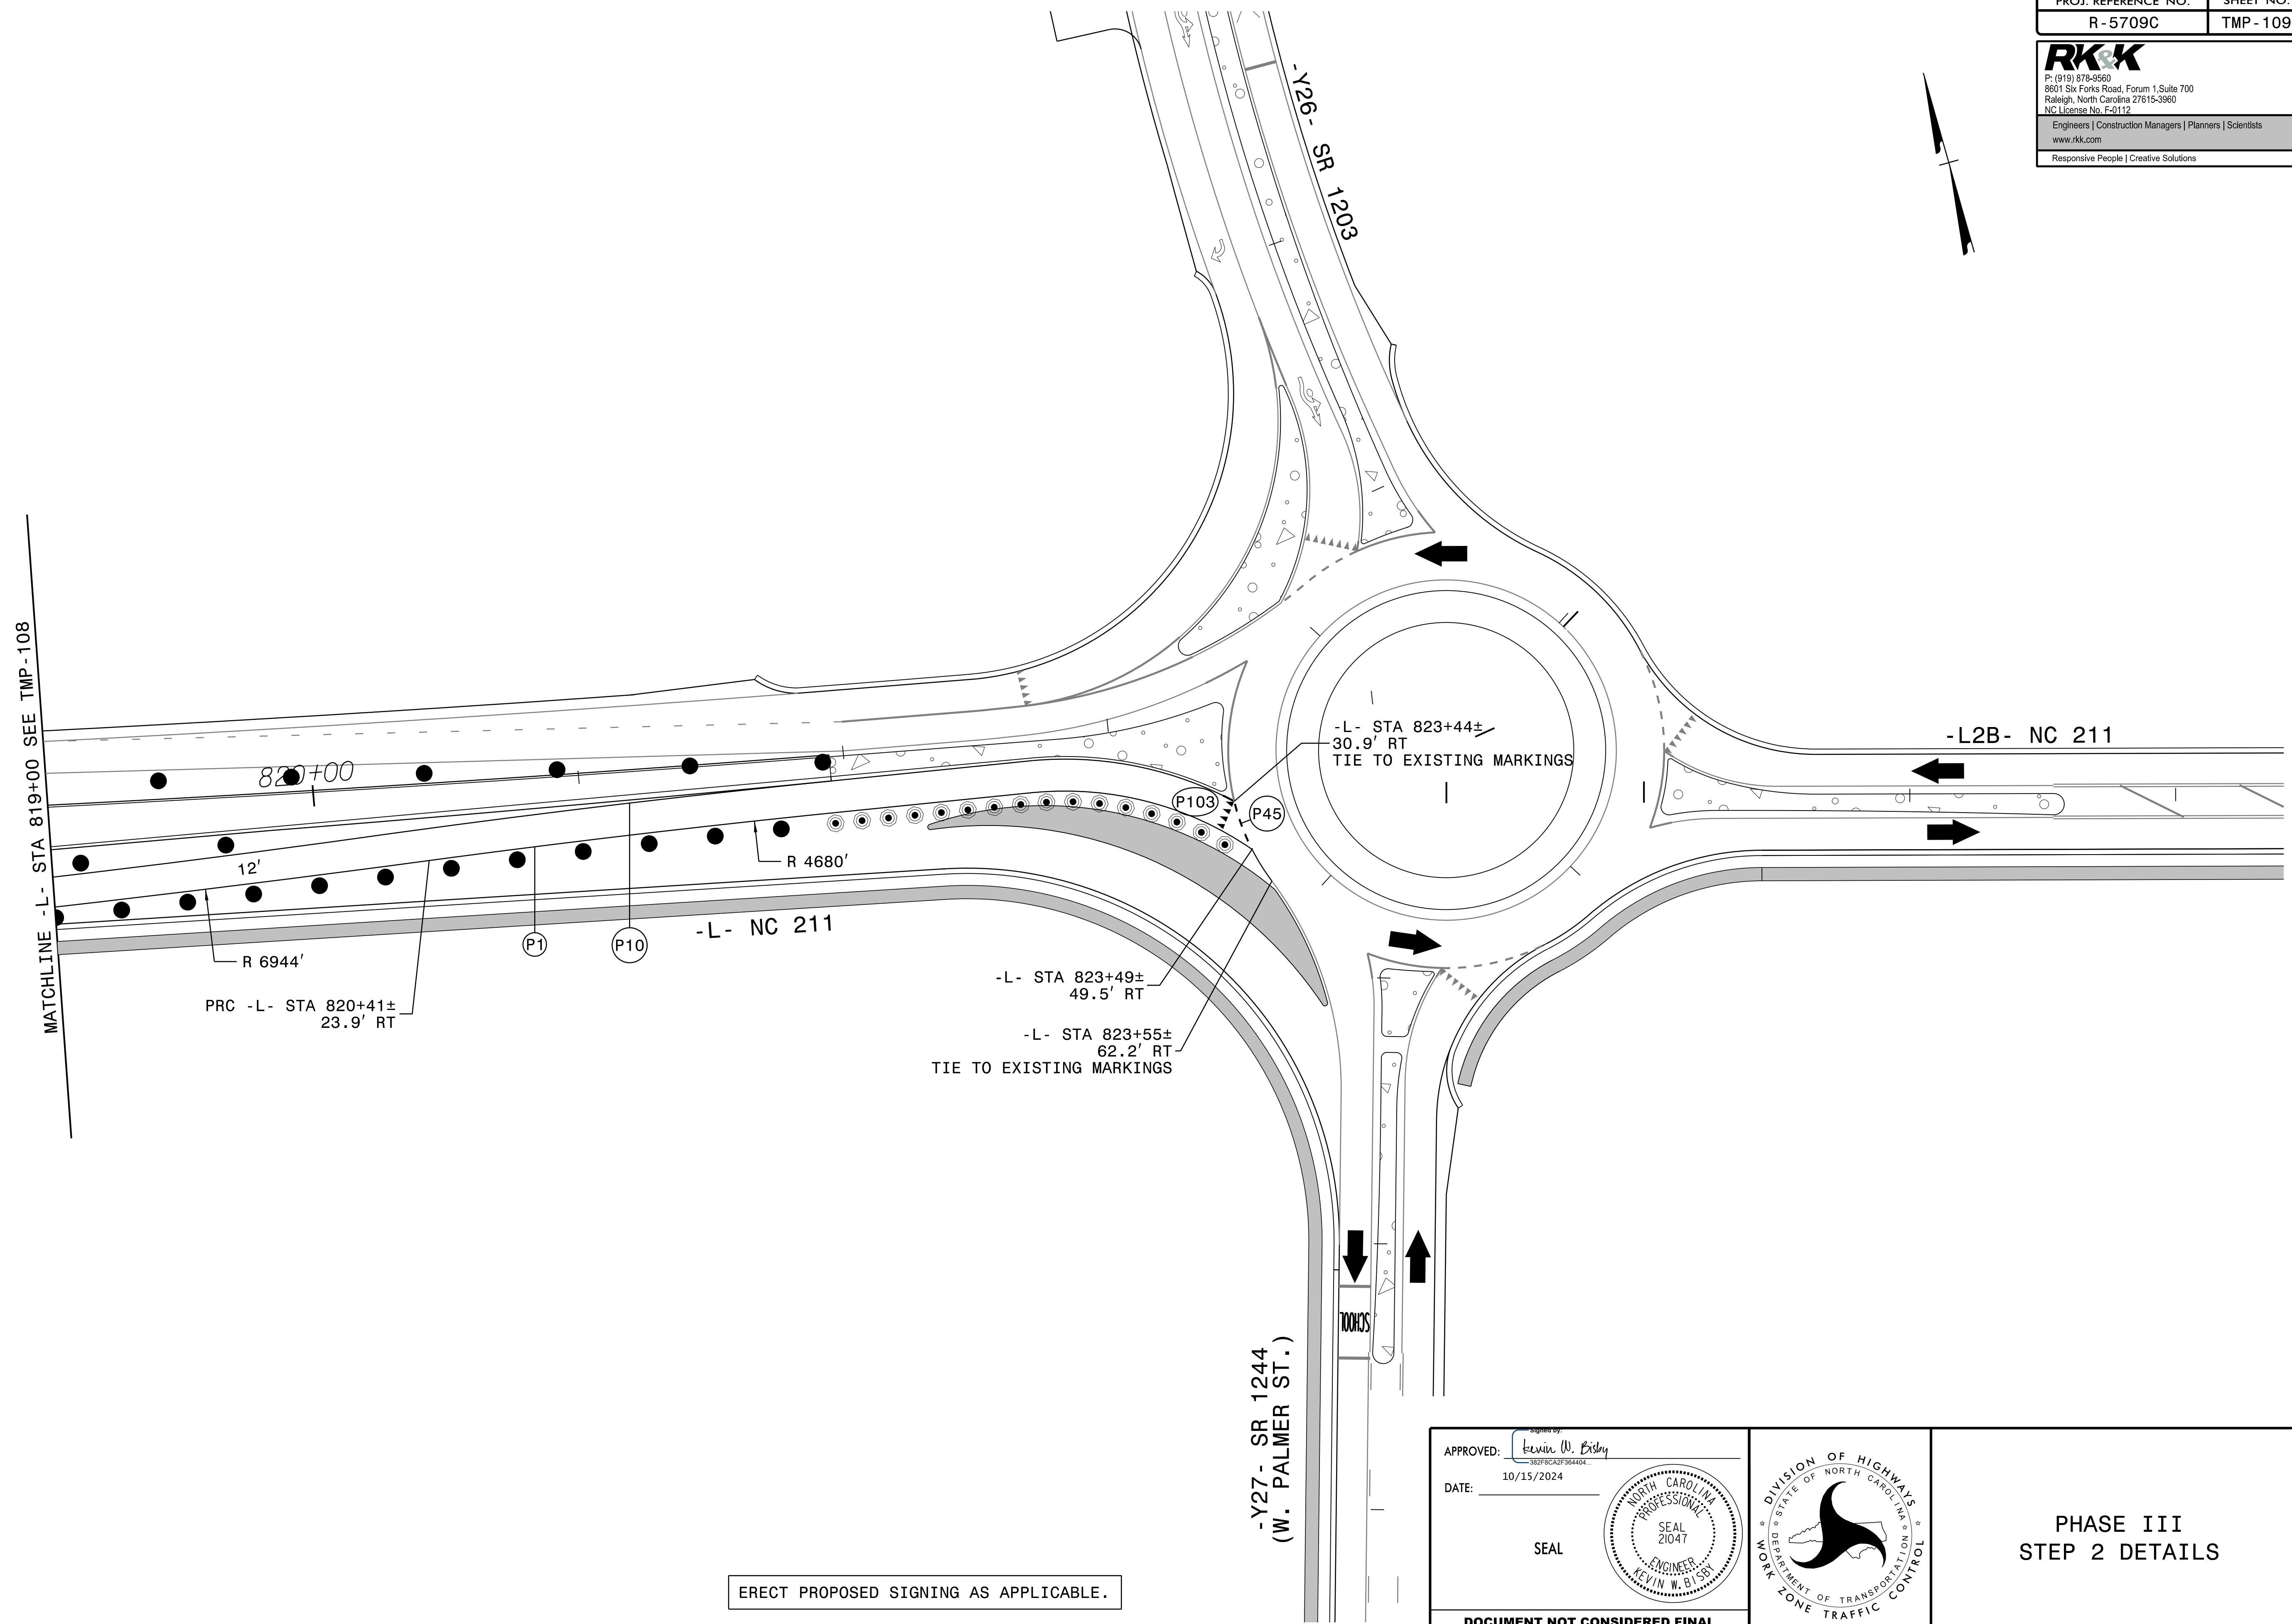 PROJ. REFERENCE NO. SHEET NO.
R-5709C TMP-109
RK&K
P: (919) 878-9560
8601 Six Forks Road, Forum 1,Suite 700
Raleigh, North Carolina 27615-3960
NC License No. F-0112
Engineers | Construction Managers | Planners | Scientists
www.rkk.com
Responsive People | Creative Solutions
-Y26- SR 1203
MATCHLINE -L- STA 819+00 SEE TMP-108
820+00
-L- STA 823+44±
30.9' RT
TIE TO EXISTING MARKINGS
-L2B- NC 211
P103
P45
12'
R 4680'
-L- NC 211
P1
P10
R 6944'
PRC -L- STA 820+41±
23.9' RT
-L- STA 823+49±
49.5' RT
-L- STA 823+55±
62.2' RT
TIE TO EXISTING MARKINGS
SCHOOL
-Y27- SR 1244
(W. PALMER ST.)
ERECT PROPOSED SIGNING AS APPLICABLE.
Signed by:
APPROVED: Kevin W. Bisby
382F8CA2F364404...
10/15/2024
DATE:
SEAL
NORTH CAROLINA
PROFESSIONAL
SEAL
21047
ENGINEER
KEVIN W. BISBY
DOCUMENT NOT CONSIDERED FINAL
DIVISION OF HIGHWAYS
STATE OF NORTH CAROLINA
DEPARTMENT OF TRANSPORTATION
WORK ZONE TRAFFIC CONTROL
PHASE III
STEP 2 DETAILS